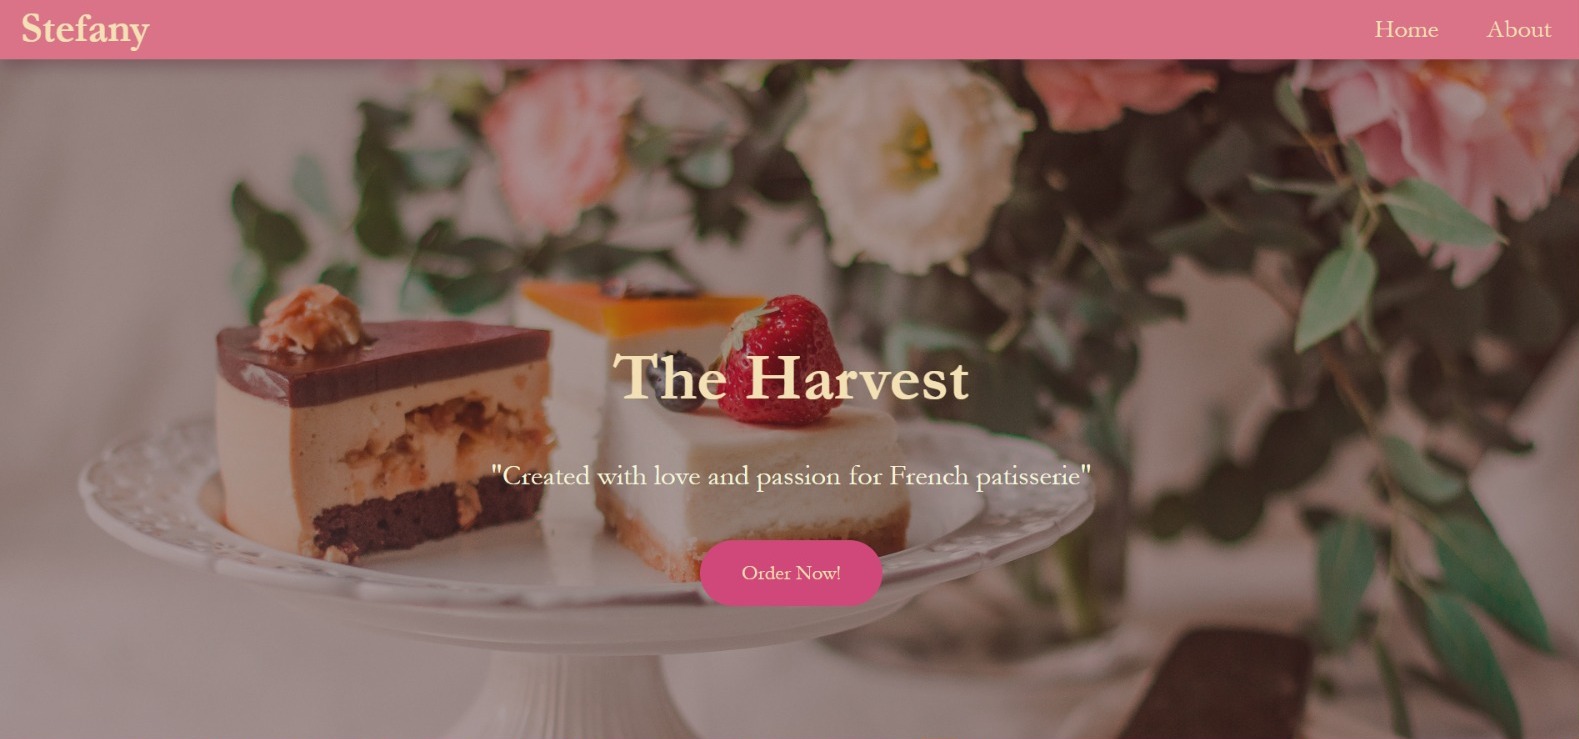 Stefany
Home
About
The Harvest
"Created with love and passion for French patisserie"
Order Now!